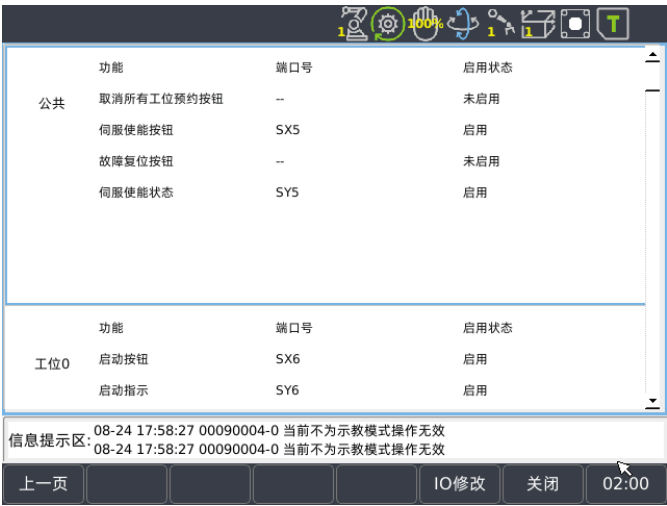 1 100% 1 1 T
功能 端口号 启用状态
公共
取消所有工位预约按钮 -- 未启用
伺服使能按钮 SX5 启用
故障复位按钮 -- 未启用
伺服使能状态 SY5 启用
功能 端口号 启用状态
工位0
启动按钮 SX6 启用
启动指示 SY6 启用
信息提示区:
08-24 17:58:27 00090004-0 当前不为示教模式操作无效
08-24 17:58:27 00090004-0 当前不为示教模式操作无效
上一页 IO修改 关闭 02:00